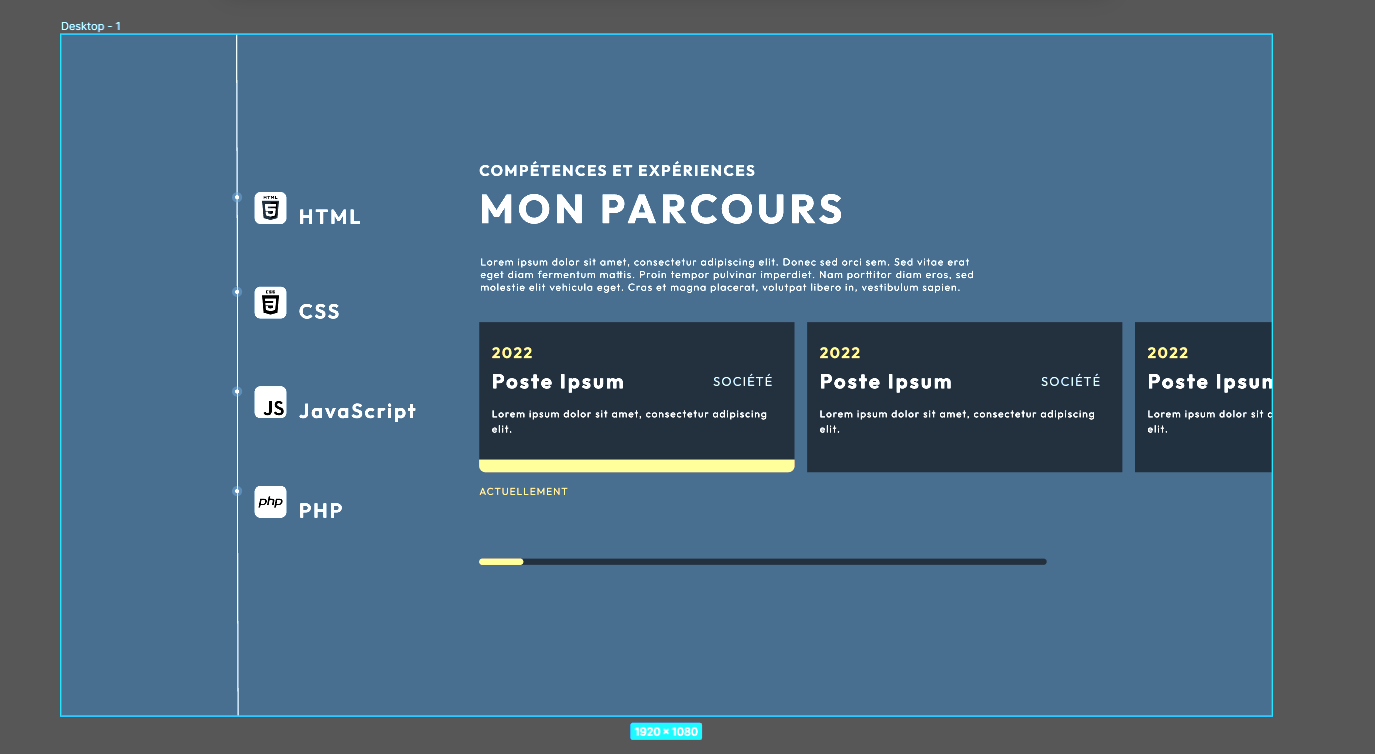 Desktop - 1
HTML
HTML
CSS
CSS
JS
JavaScript
php
PHP
COMPÉTENCES ET EXPÉRIENCES
MON PARCOURS
Lorem ipsum dolor sit amet, consectetur adipiscing elit. Donec sed orci sem. Sed vitae erat
eget diam fermentum mattis. Proin tempor pulvinar imperdiet. Nam porttitor diam eros, sed
molestie elit vehicula eget. Cras et magna placerat, volutpat libero in, vestibulum sapien.
2022
Poste Ipsum
SOCIÉTÉ
Lorem ipsum dolor sit amet, consectetur adipiscing
elit.
ACTUELLEMENT
2022
Poste Ipsum
SOCIÉTÉ
Lorem ipsum dolor sit amet, consectetur adipiscing
elit.
2022
Poste Ipsum
Lorem ipsum dolor sit
elit.
1920 × 1080